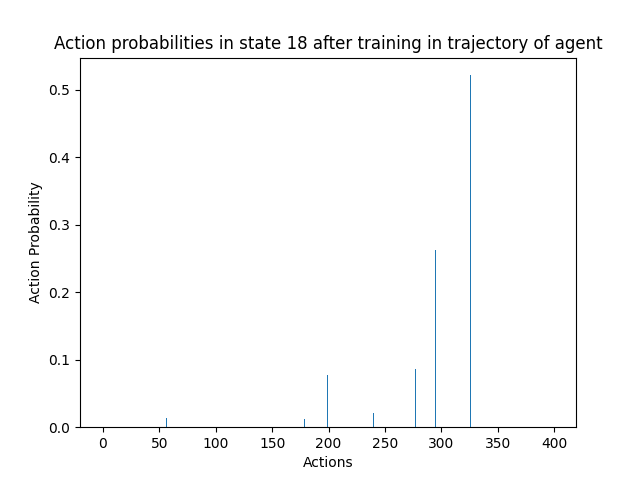 Action probabilities in state 18 after training in trajectory of agent
0.5
0.4
0.3
0.2
0.1
0.0
Action Probability
0 50 100 150 200 250 300 350 400
Actions